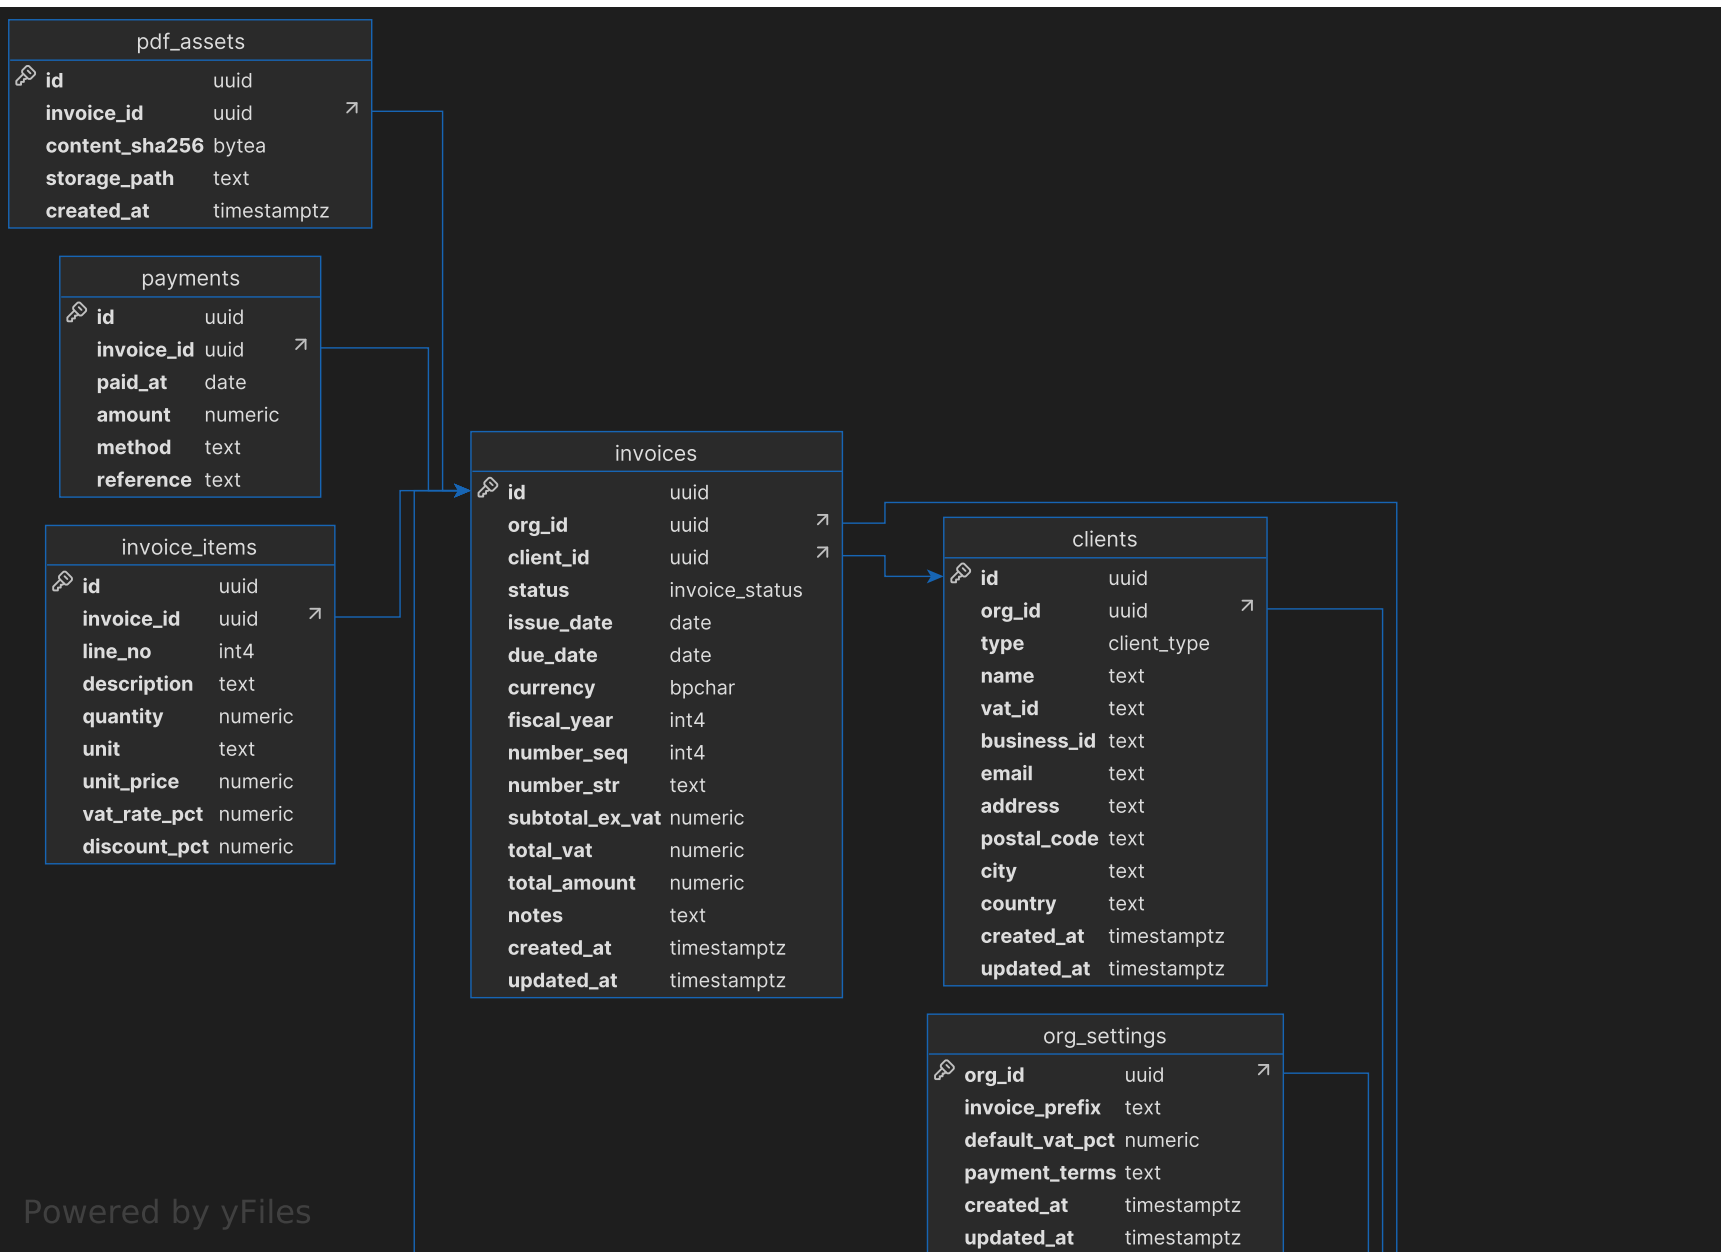 pdf_assets
id uuid
invoice_id uuid
content_sha256 bytea
storage_path text
created_at timestamptz
payments
id uuid
invoice_id uuid
paid_at date
amount numeric
method text
reference text
invoice_items
id uuid
invoice_id uuid
line_no int4
description text
quantity numeric
unit text
unit_price numeric
vat_rate_pct numeric
discount_pct numeric
invoices
id uuid
org_id uuid
client_id uuid
status invoice_status
issue_date date
due_date date
currency bpchar
fiscal_year int4
number_seq int4
number_str text
subtotal_ex_vat numeric
total_vat numeric
total_amount numeric
notes text
created_at timestamptz
updated_at timestamptz
clients
id uuid
org_id uuid
type client_type
name text
vat_id text
business_id text
email text
address text
postal_code text
city text
country text
created_at timestamptz
updated_at timestamptz
org_settings
org_id uuid
invoice_prefix text
default_vat_pct numeric
payment_terms text
created_at timestamptz
updated_at timestamptz
Powered by yFiles